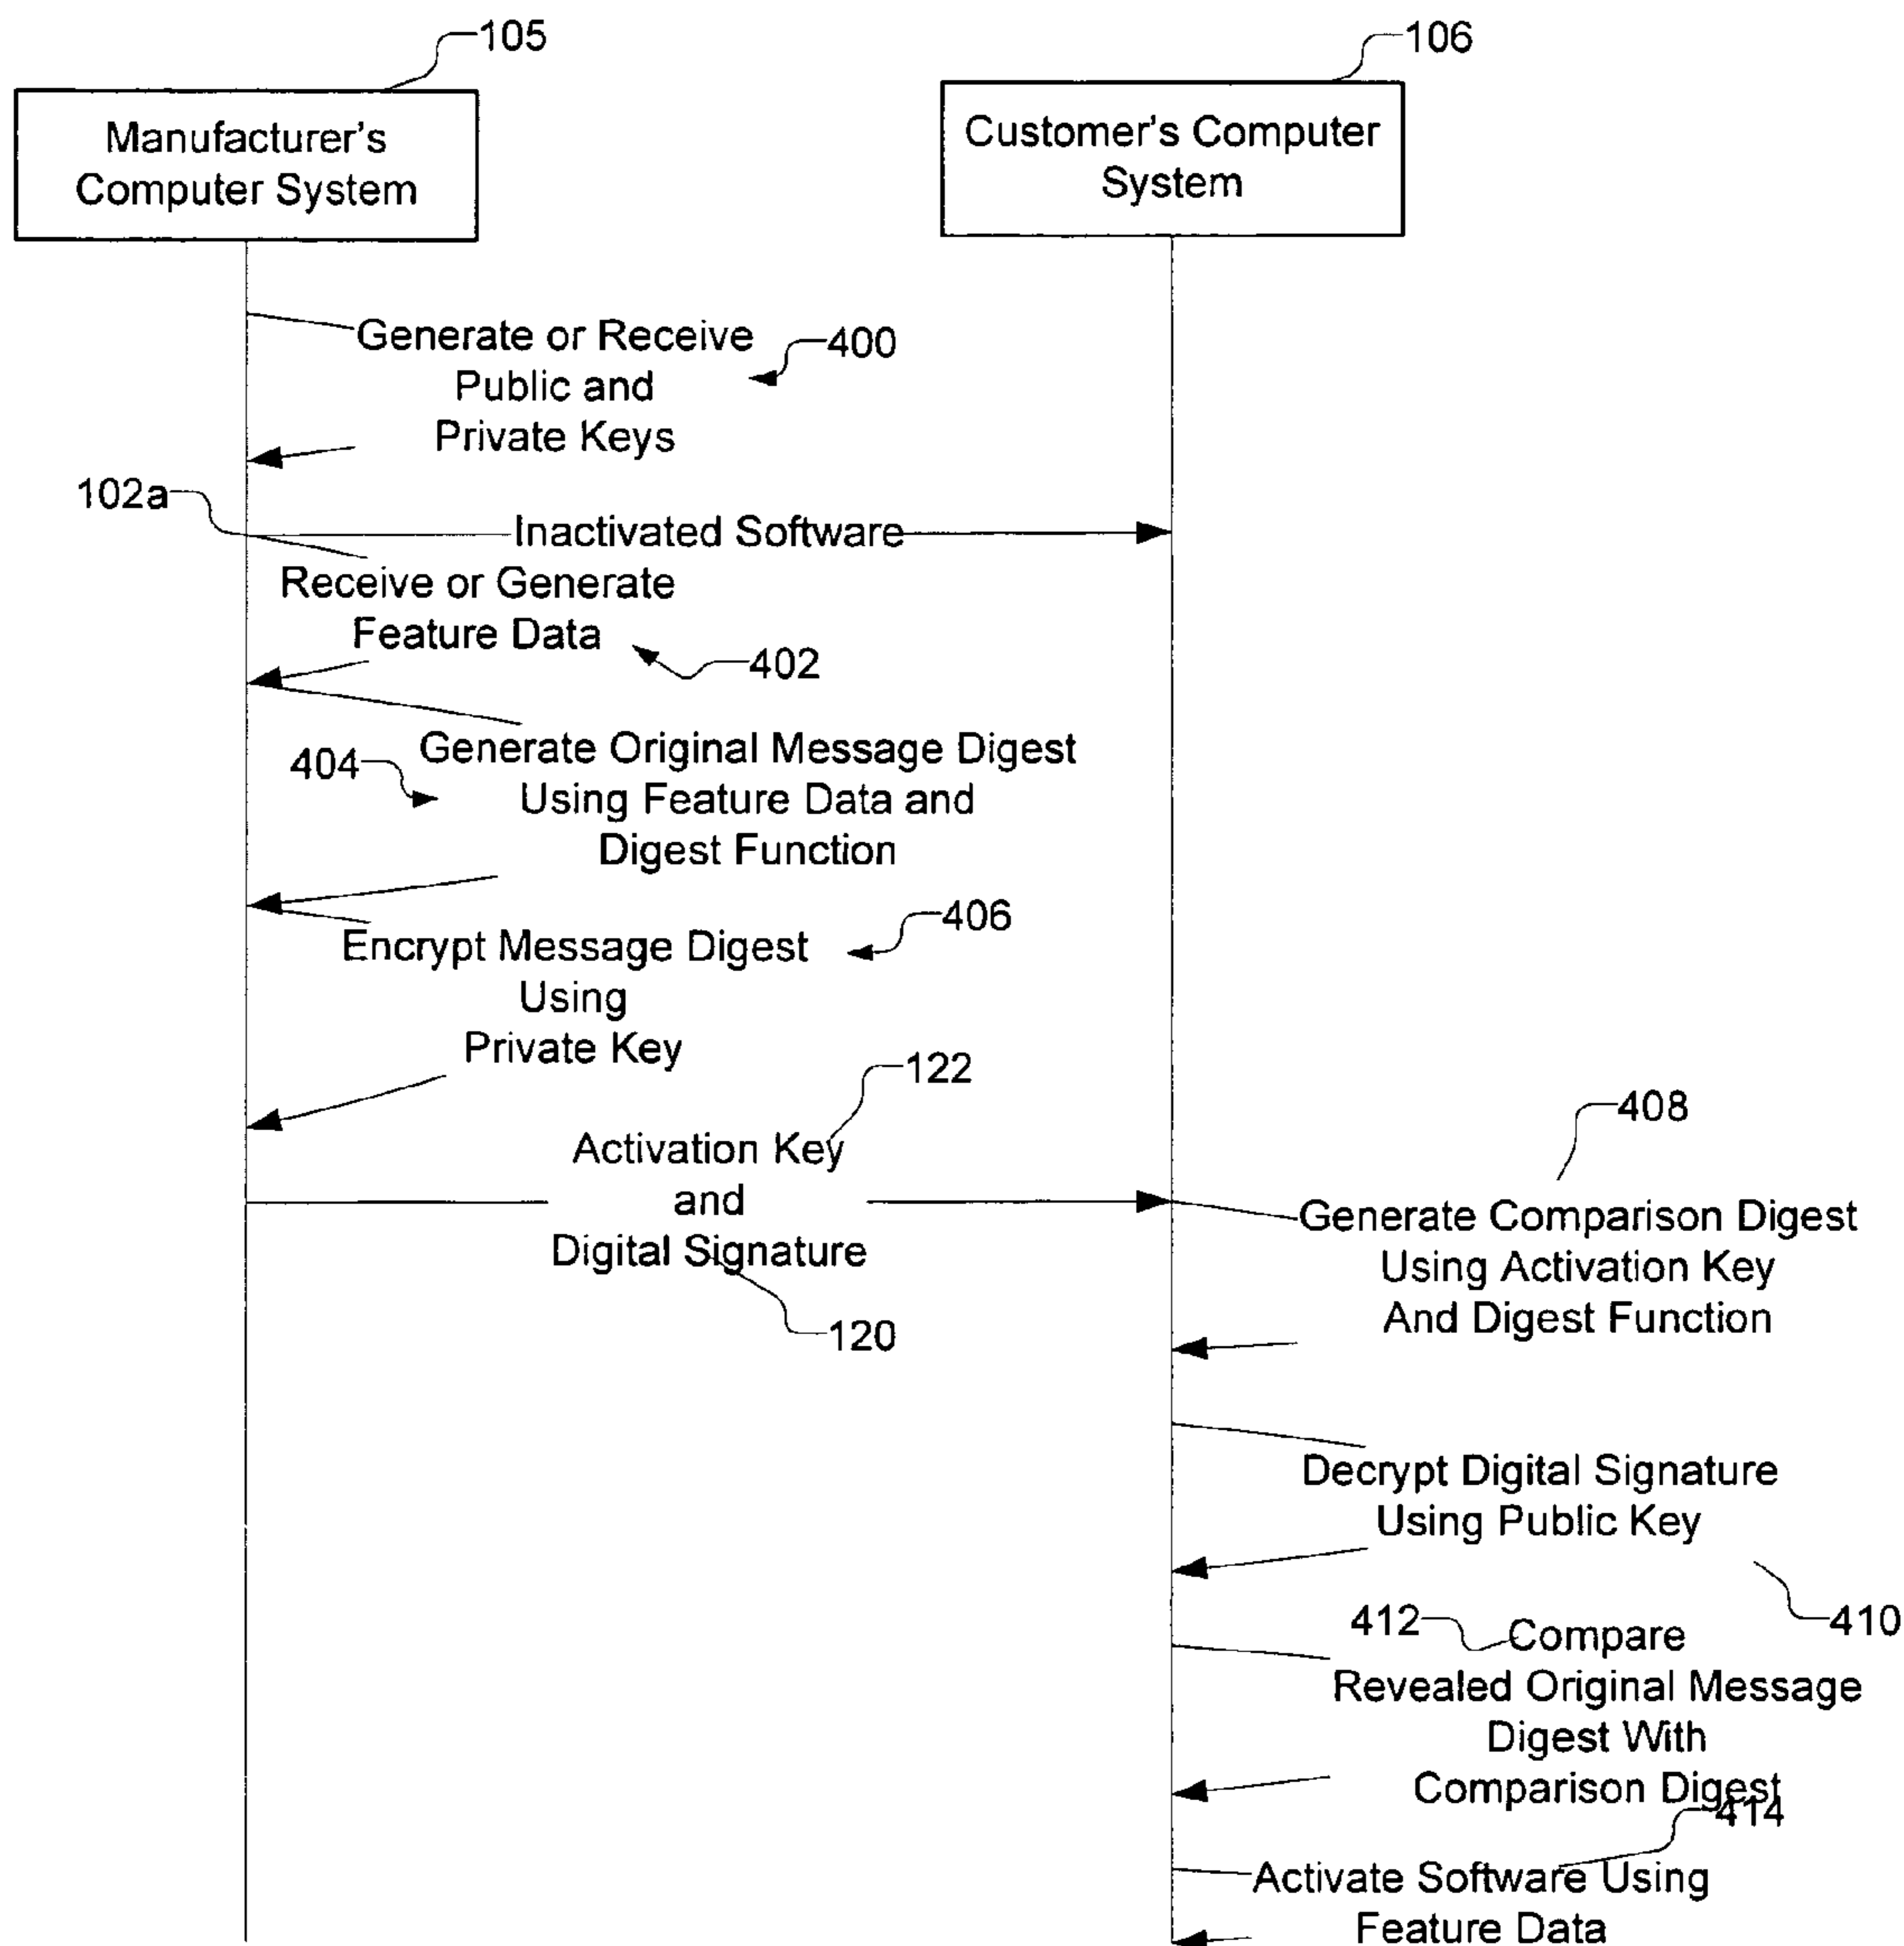 105
106
Manufacturer's
Computer System
Customer's Computer
System
Generate or Receive
Public and
Private Keys
400
102a
Inactivated Software
Receive or Generate
Feature Data
402
Generate Original Message Digest
Using Feature Data and
Digest Function
404
406
Encrypt Message Digest
Using
Private Key
122
Activation Key
and
Digital Signature
120
408
Generate Comparison Digest
Using Activation Key
And Digest Function
Decrypt Digital Signature
Using Public Key
410
412
Compare
Revealed Original Message
Digest With
Comparison Digest
414
Activate Software Using
Feature Data